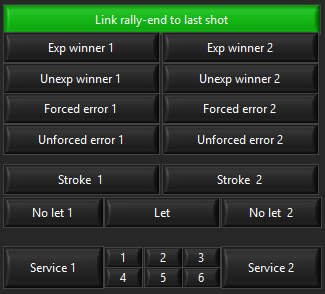 Link rally-end to last shot
Exp winner 1 Exp winner 2
Unexp winner 1 Unexp winner 2
Forced error 1 Forced error 2
Unforced error 1 Unforced error 2
Stroke 1 Stroke 2
No let 1 Let No let 2
Service 1 1 2 3 Service 2
4 5 6